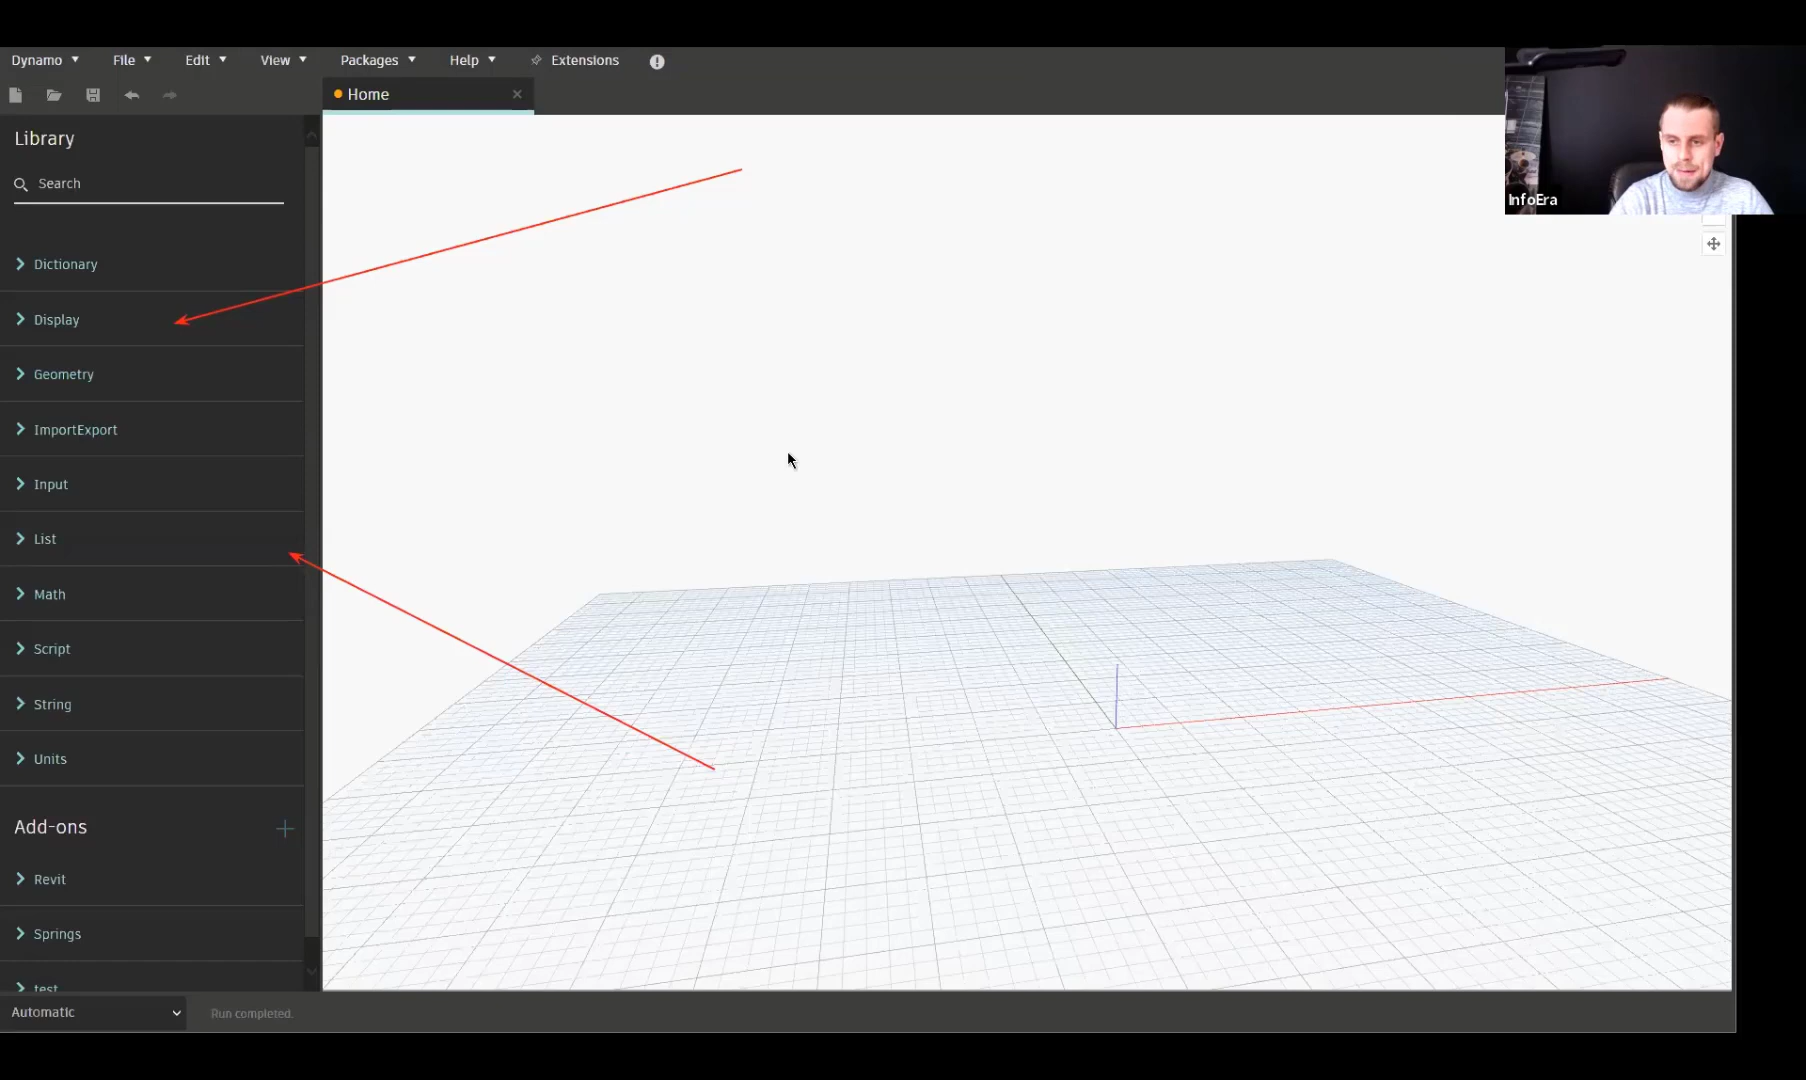 Dynamo File Edit View Packages Help Extensions
Home
Library
Search
Dictionary
Display
Geometry
ImportExport
Input
List
Math
Script
String
Units
Add-ons
Revit
Springs
test
Automatic
Run completed.
InfoEra